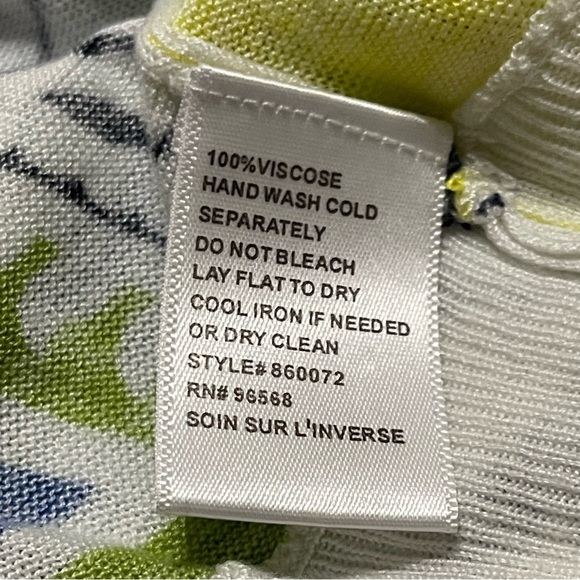 100%VISCOSE
HAND WASH COLD
SEPARATELY
DO NOT BLEACH
LAY FLAT TO DRY
COOL IRON IF NEEDED
OR DRY CLEAN
STYLE# 860072
RN# 96568
SOIN SUR L'INVERSE